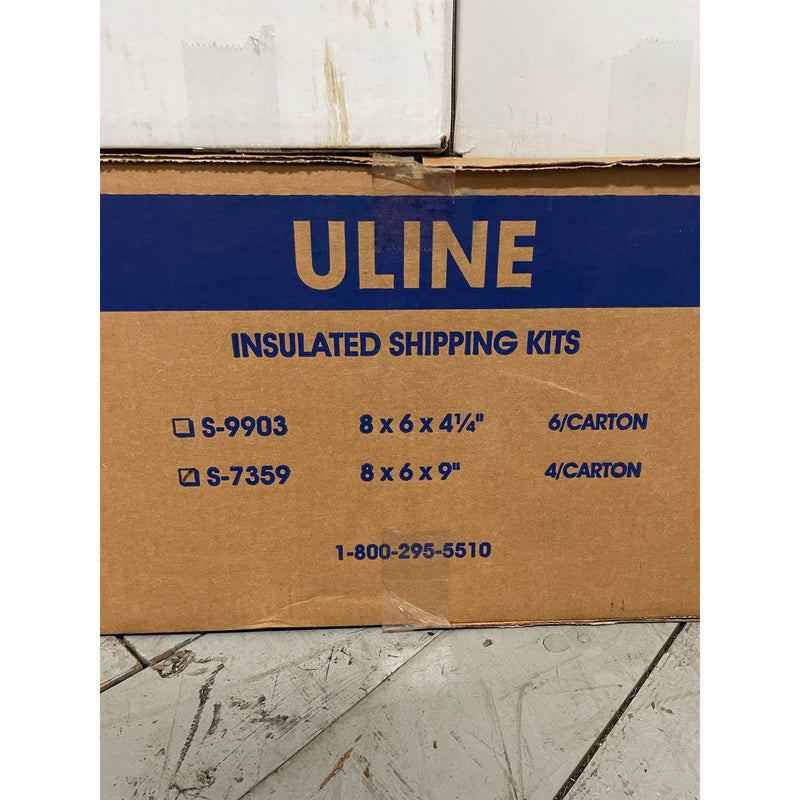 ULINE
INSULATED SHIPPING KITS
S-9903 8 x 6 x 4¼" 6/CARTON
S-7359 8 x 6 x 9" 4/CARTON
1-800-295-5510